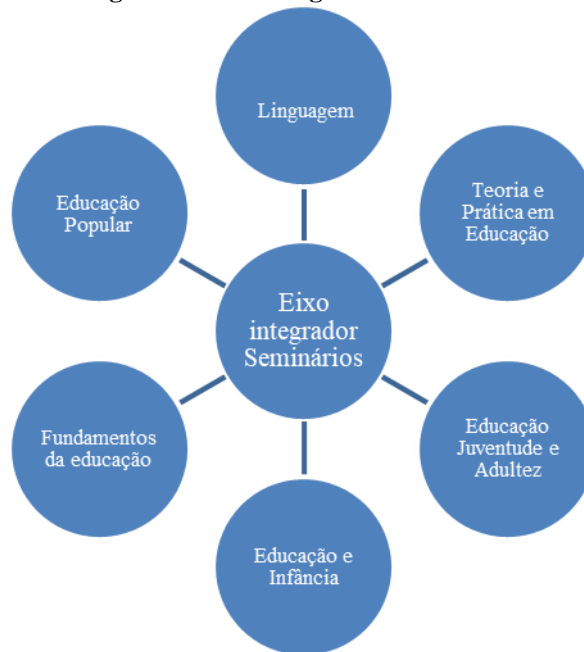 Linguagem
Teoria e
Prática em
Educação
Educação
Juventude e
Adultez
Educação e
Infância
Fundamentos
da educação
Educação
Popular
Eixo
integrador
Seminários